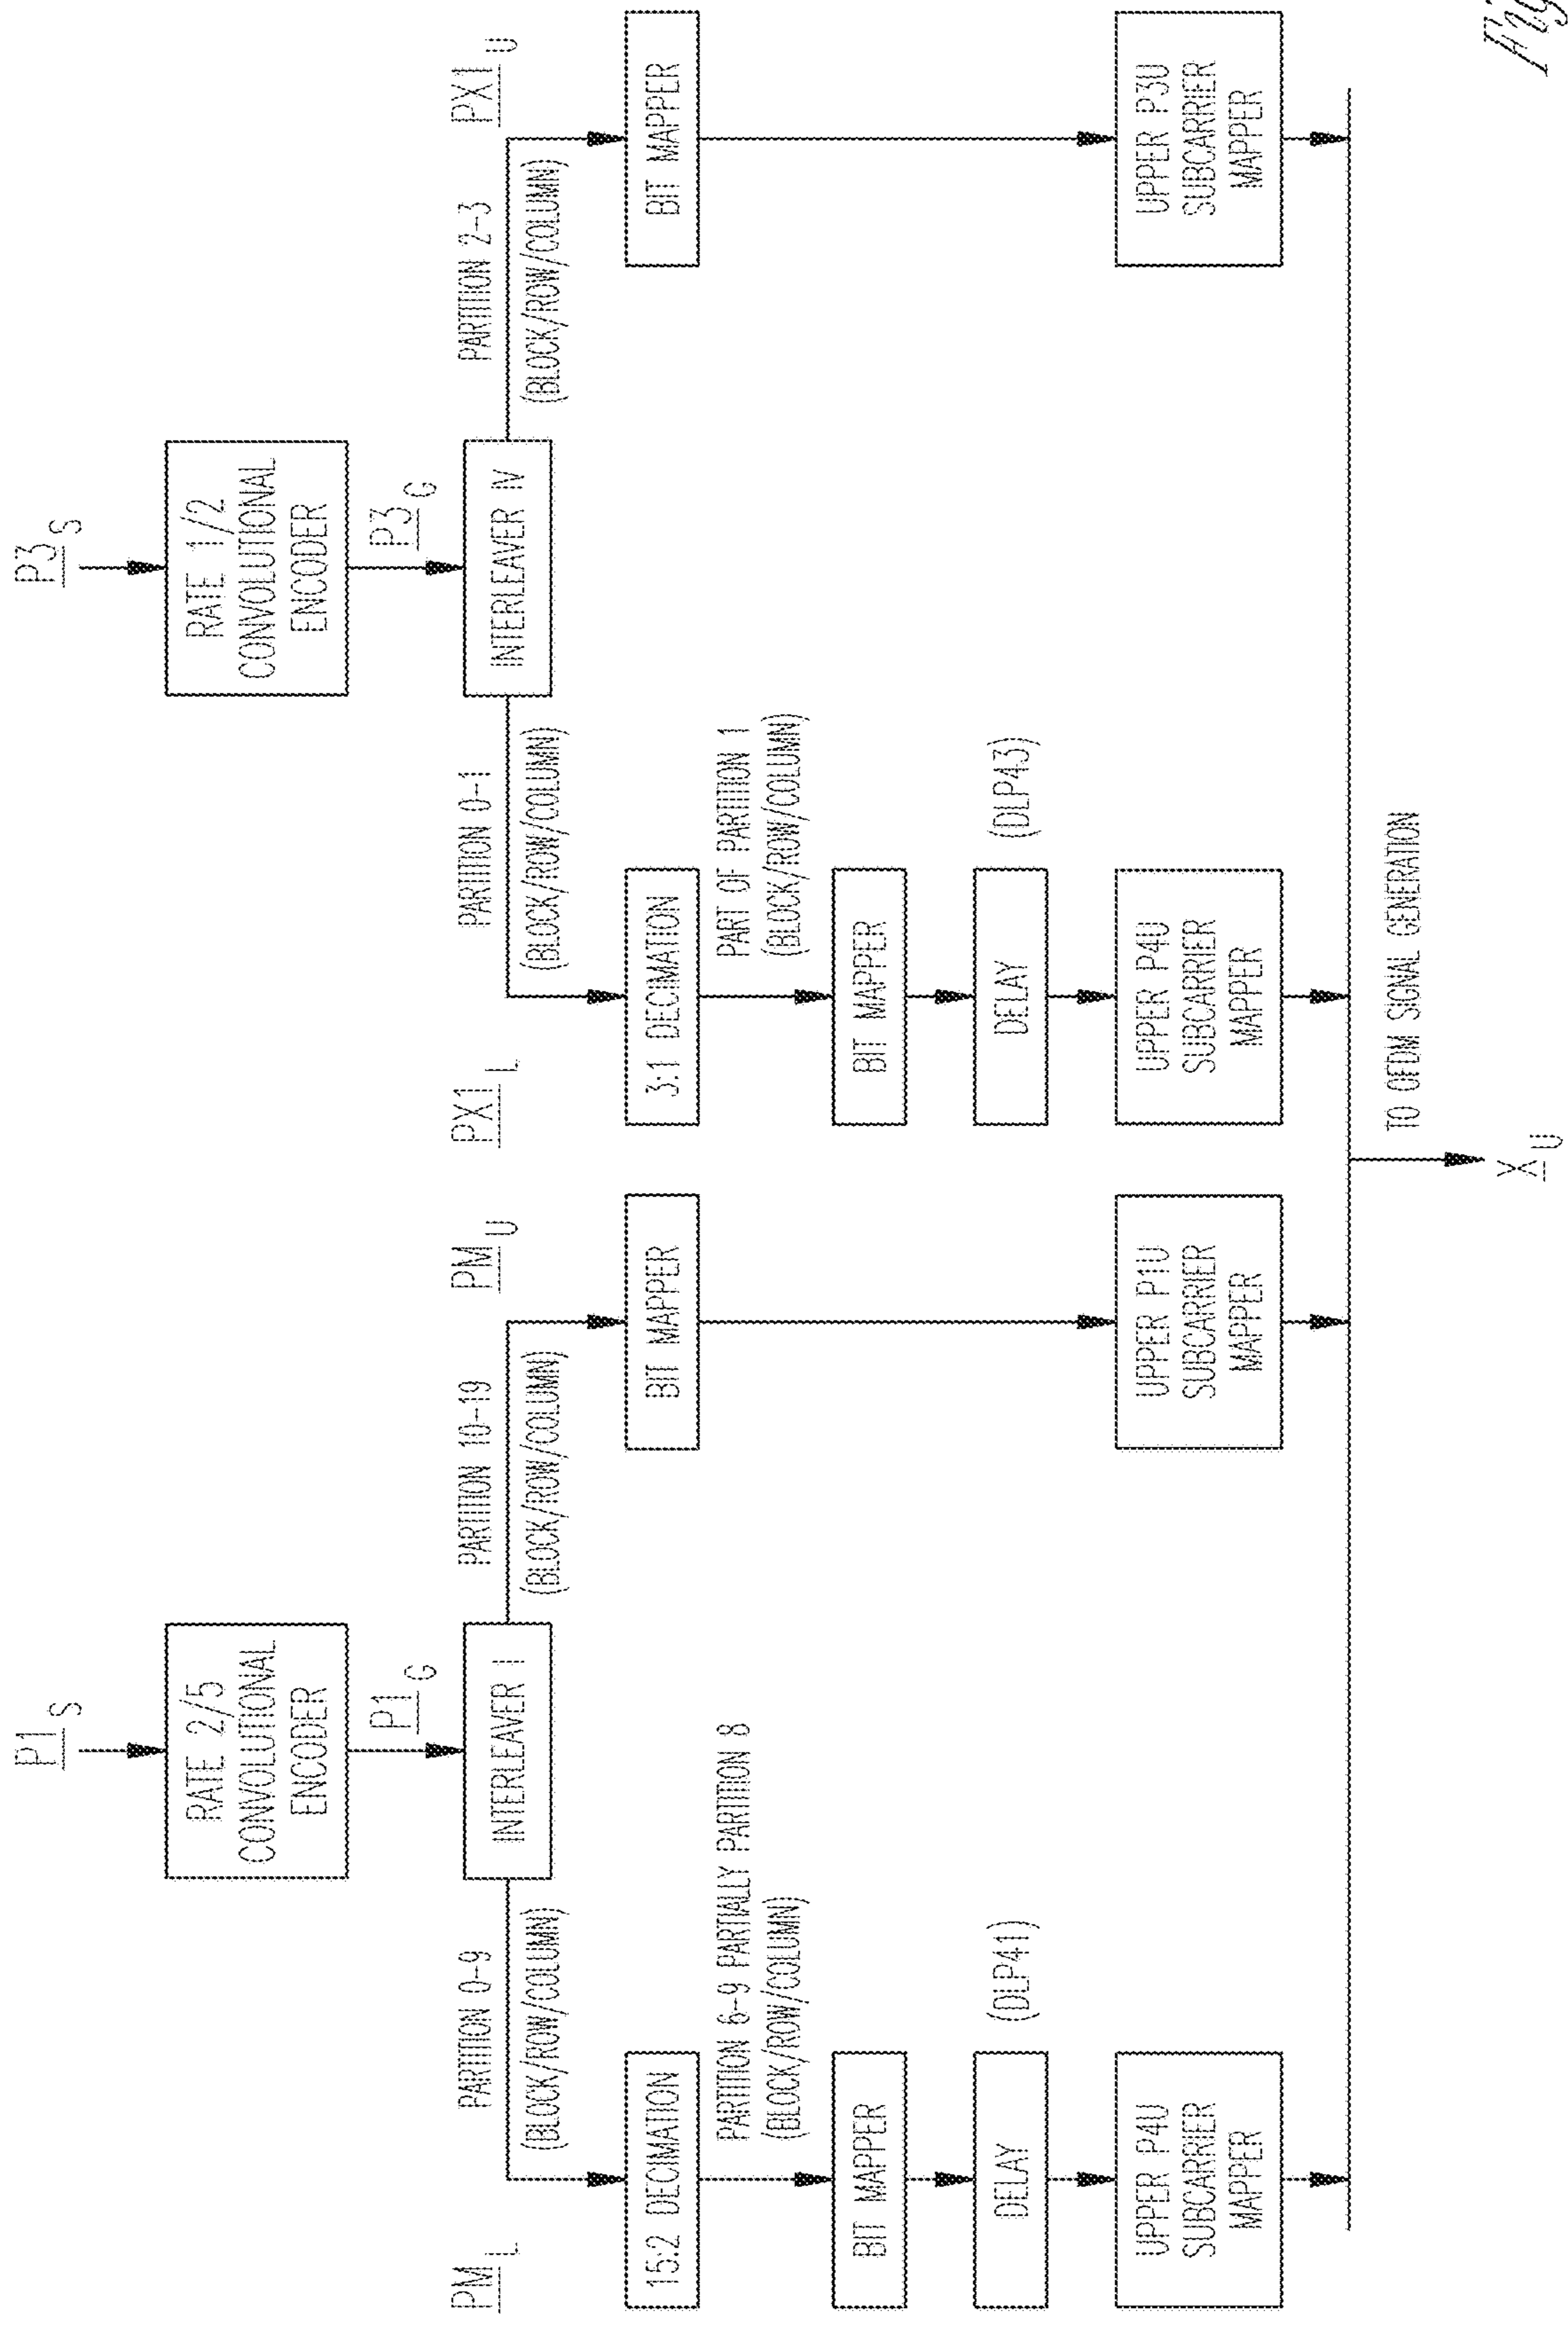 P1 S
RATE 2/5
CONVOLUTIONAL
ENCODER
P1 G
INTERLEAVER I
PARTITION 0-9
(BLOCK/ROW/COLUMN)
PARTITION 10-19
(BLOCK/ROW/COLUMN)
PM L
15:2 DECIMATION
PARTITION 6-9 PARTIALLY PARTITION 8
(BLOCK/ROW/COLUMN)
BIT MAPPER
DELAY
(DLP41)
UPPER P4U
SUBCARRIER
MAPPER
PM U
BIT MAPPER
UPPER P1U
SUBCARRIER
MAPPER
P3 S
RATE 1/2
CONVOLUTIONAL
ENCODER
P3 G
INTERLEAVER IV
PARTITION 0-1
(BLOCK/ROW/COLUMN)
PARTITION 2-3
(BLOCK/ROW/COLUMN)
PX1 L
3:1 DECIMATION
PART OF PARTITION 1
(BLOCK/ROW/COLUMN)
BIT MAPPER
DELAY
(DLP43)
UPPER P4U
SUBCARRIER
MAPPER
PX1 U
BIT MAPPER
UPPER P3U
SUBCARRIER
MAPPER
TO OFDM SIGNAL GENERATION
X U